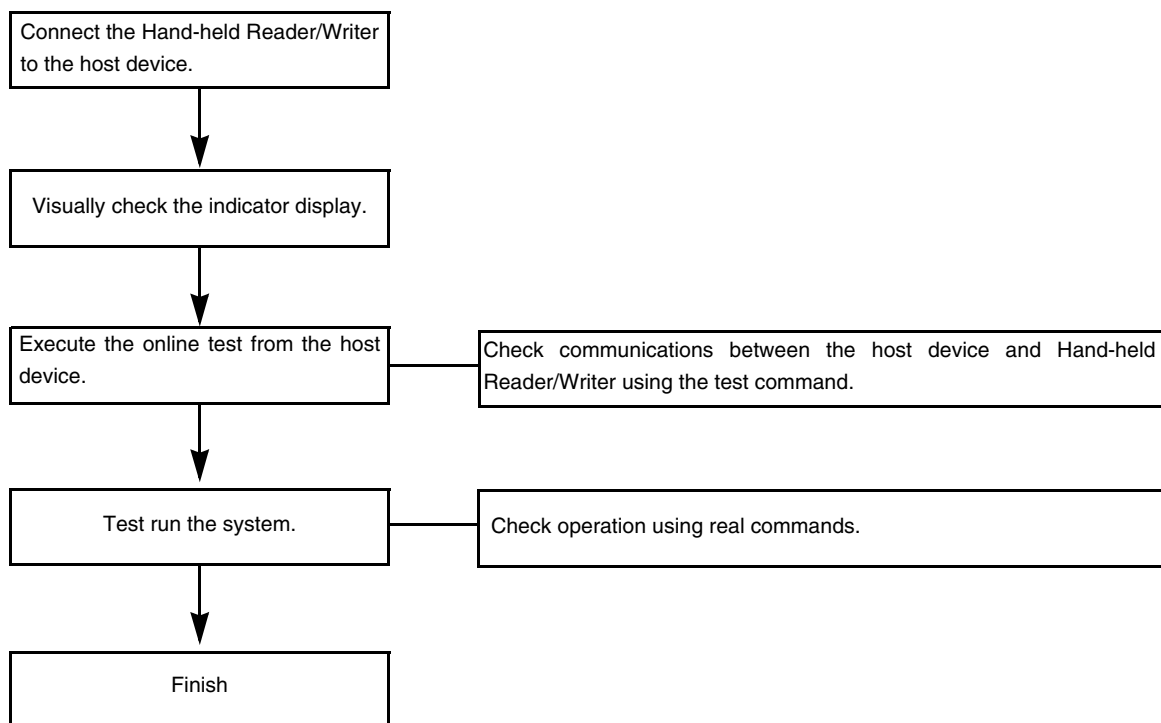 Connect the Hand-held Reader/Writer
to the host device.
Visually check the indicator display.
Execute the online test from the host
device.
Check communications between the host device and Hand-held
Reader/Writer using the test command.
Test run the system.
Check operation using real commands.
Finish